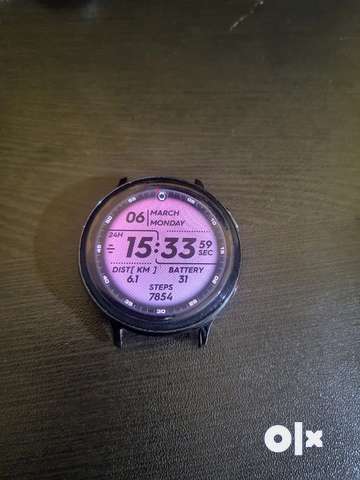 06 MARCH
MONDAY
24H
15:33 59
SEC
DIST[ KM ] BATTERY
6.1 31
STEPS
7854
olx